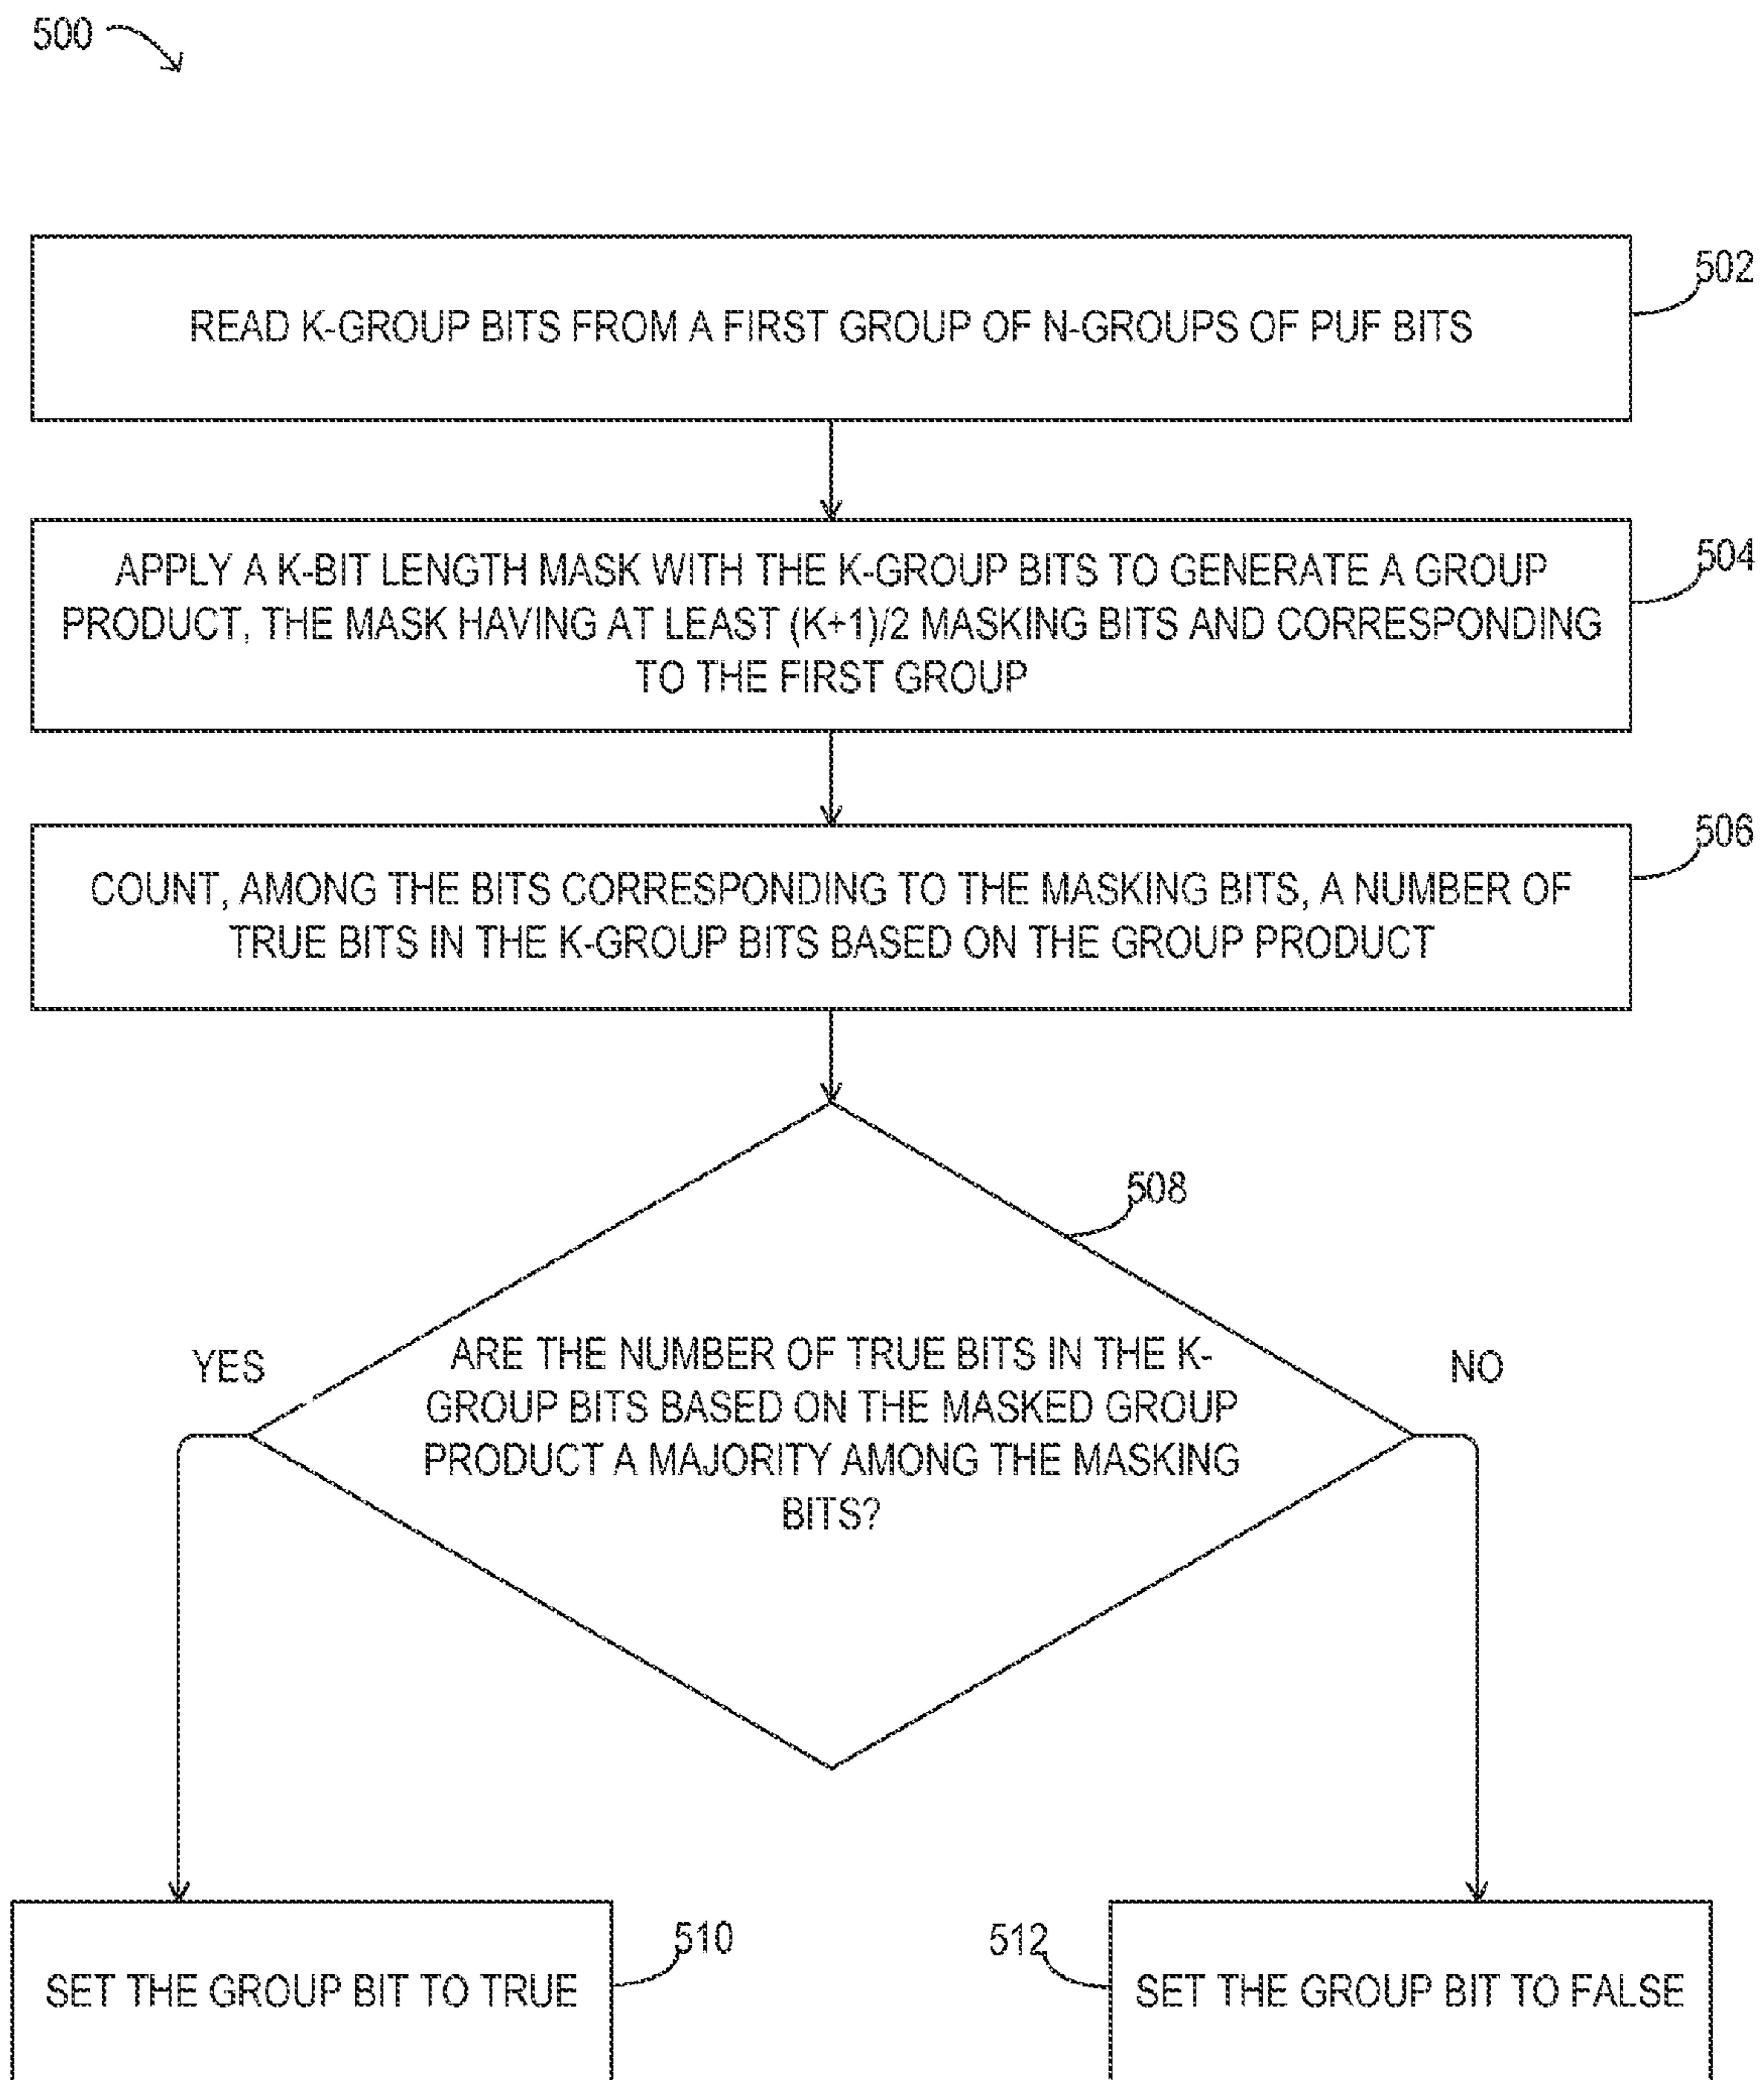 500
502
READ K-GROUP BITS FROM A FIRST GROUP OF N-GROUPS OF PUF BITS
504
APPLY A K-BIT LENGTH MASK WITH THE K-GROUP BITS TO GENERATE A GROUP
PRODUCT, THE MASK HAVING AT LEAST (K+1)/2 MASKING BITS AND CORRESPONDING
TO THE FIRST GROUP
506
COUNT, AMONG THE BITS CORRESPONDING TO THE MASKING BITS, A NUMBER OF
TRUE BITS IN THE K-GROUP BITS BASED ON THE GROUP PRODUCT
508
YES
ARE THE NUMBER OF TRUE BITS IN THE K-
GROUP BITS BASED ON THE MASKED GROUP
PRODUCT A MAJORITY AMONG THE MASKING
BITS?
NO
510
512
SET THE GROUP BIT TO TRUE
SET THE GROUP BIT TO FALSE